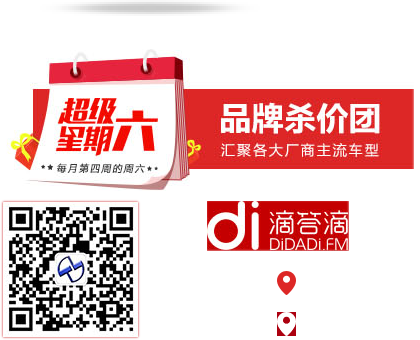 超级
星期六
★★每月第四周的周六★★
品牌杀价团
汇聚各大厂商主流车型
di 滴答滴
DiDADi.FM